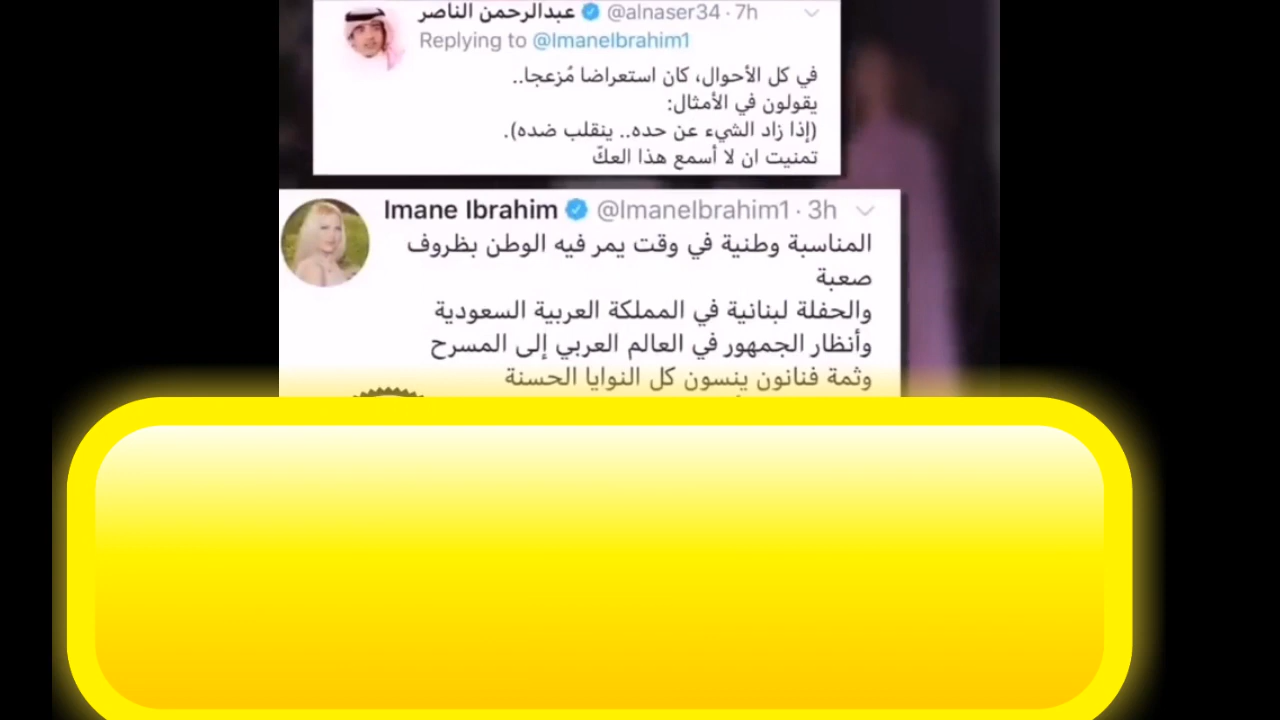 عبدالرحمن الناصر @alnaser34 · 7h
Replying to @ImaneIbrahim1
في كل الأحوال، كان استعراضا مُزعجا..
يقولون في الأمثال:
(إذا زاد الشيء عن حده.. ينقلب ضده).
تمنيت ان لا أسمع هذا العكّ
Imane Ibrahim @ImaneIbrahim1 · 3h
المناسبة وطنية في وقت يمر فيه الوطن بظروف
صعبة
والحفلة لبنانية في المملكة العربية السعودية
وأنظار الجمهور في العالم العربي إلى المسرح
وثمة فنانون ينسون كل النوايا الحسنة